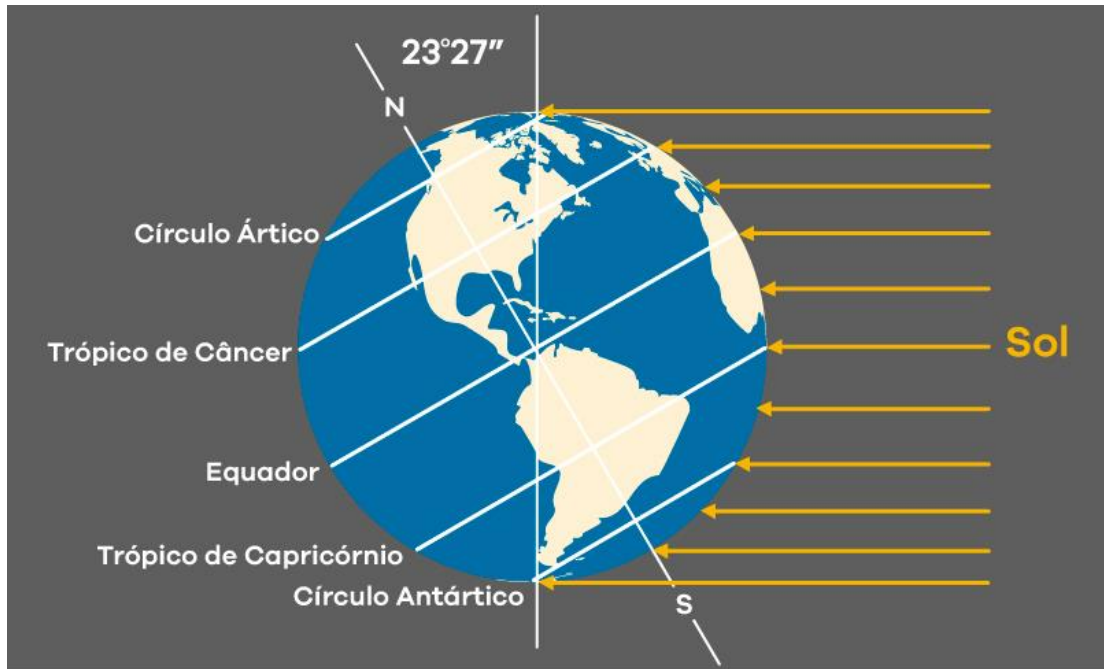 23°27”
N
Círculo Ártico
Trópico de Câncer
Sol
Equador
Trópico de Capricórnio
Círculo Antártico
S